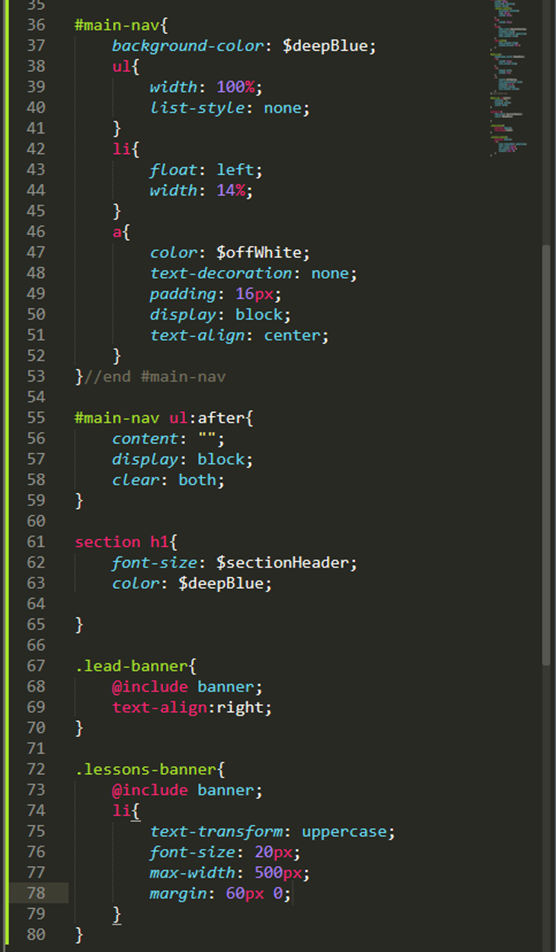 35
36 #main-nav{
37     background-color: $deepBlue;
38     ul{
39         width: 100%;
40         list-style: none;
41     }
42     li{
43         float: left;
44         width: 14%;
45     }
46     a{
47         color: $offWhite;
48         text-decoration: none;
49         padding: 16px;
50         display: block;
51         text-align: center;
52     }
53 }//end #main-nav
54
55 #main-nav ul:after{
56     content: "";
57     display: block;
58     clear: both;
59 }
60
61 section h1{
62     font-size: $sectionHeader;
63     color: $deepBlue;
64
65 }
66
67 .lead-banner{
68     @include banner;
69     text-align:right;
70 }
71
72 .lessons-banner{
73     @include banner;
74     li{
75         text-transform: uppercase;
76         font-size: 20px;
77         max-width: 500px;
78         margin: 60px 0;
79     }
80 }